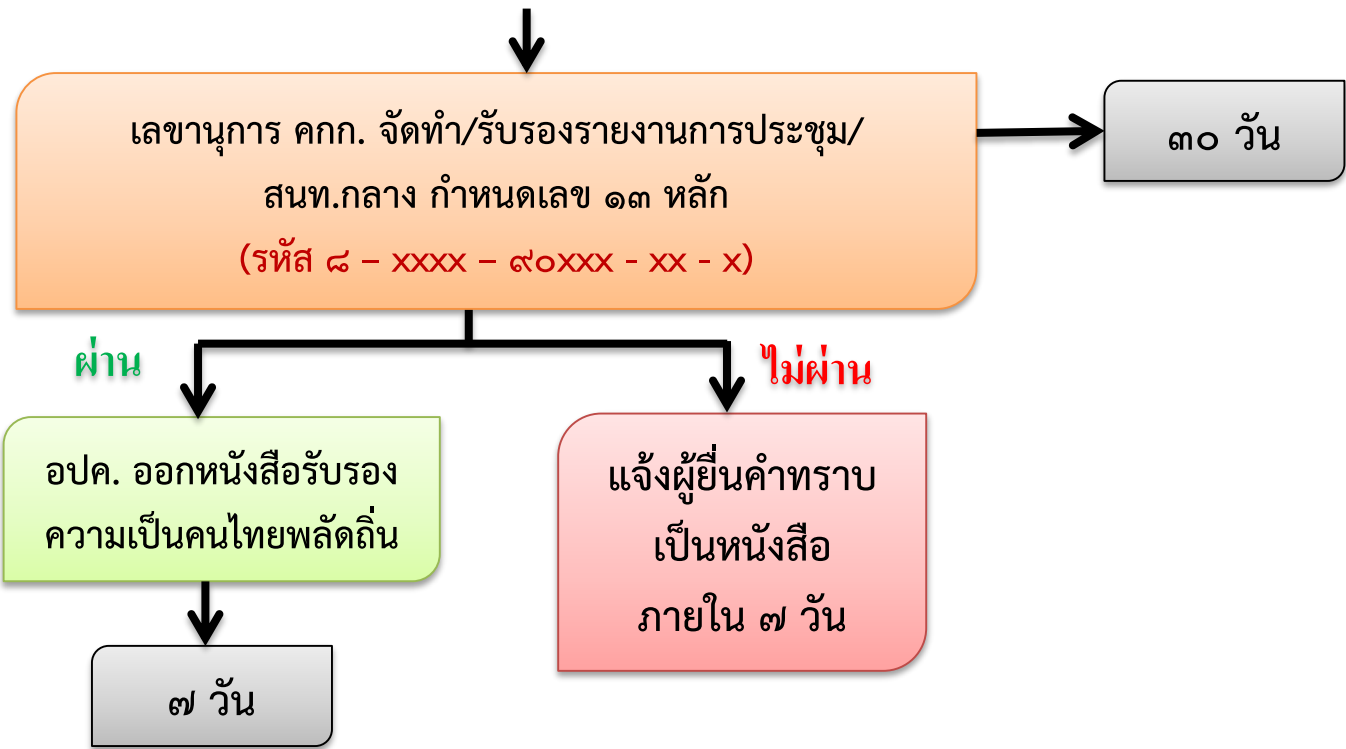 เลขานุการ คกก. จัดทำ/รับรองรายงานการประชุม/
สนท.กลาง กำหนดเลข ๑๓ หลัก
(รหัส ๘ – xxxx – ๙๐xxx - xx - x)
๓๐ วัน
ผ่าน
ไม่ผ่าน
อปค. ออกหนังสือรับรอง
ความเป็นคนไทยพลัดถิ่น
แจ้งผู้ยื่นคำทราบ
เป็นหนังสือ
ภายใน ๗ วัน
๗ วัน